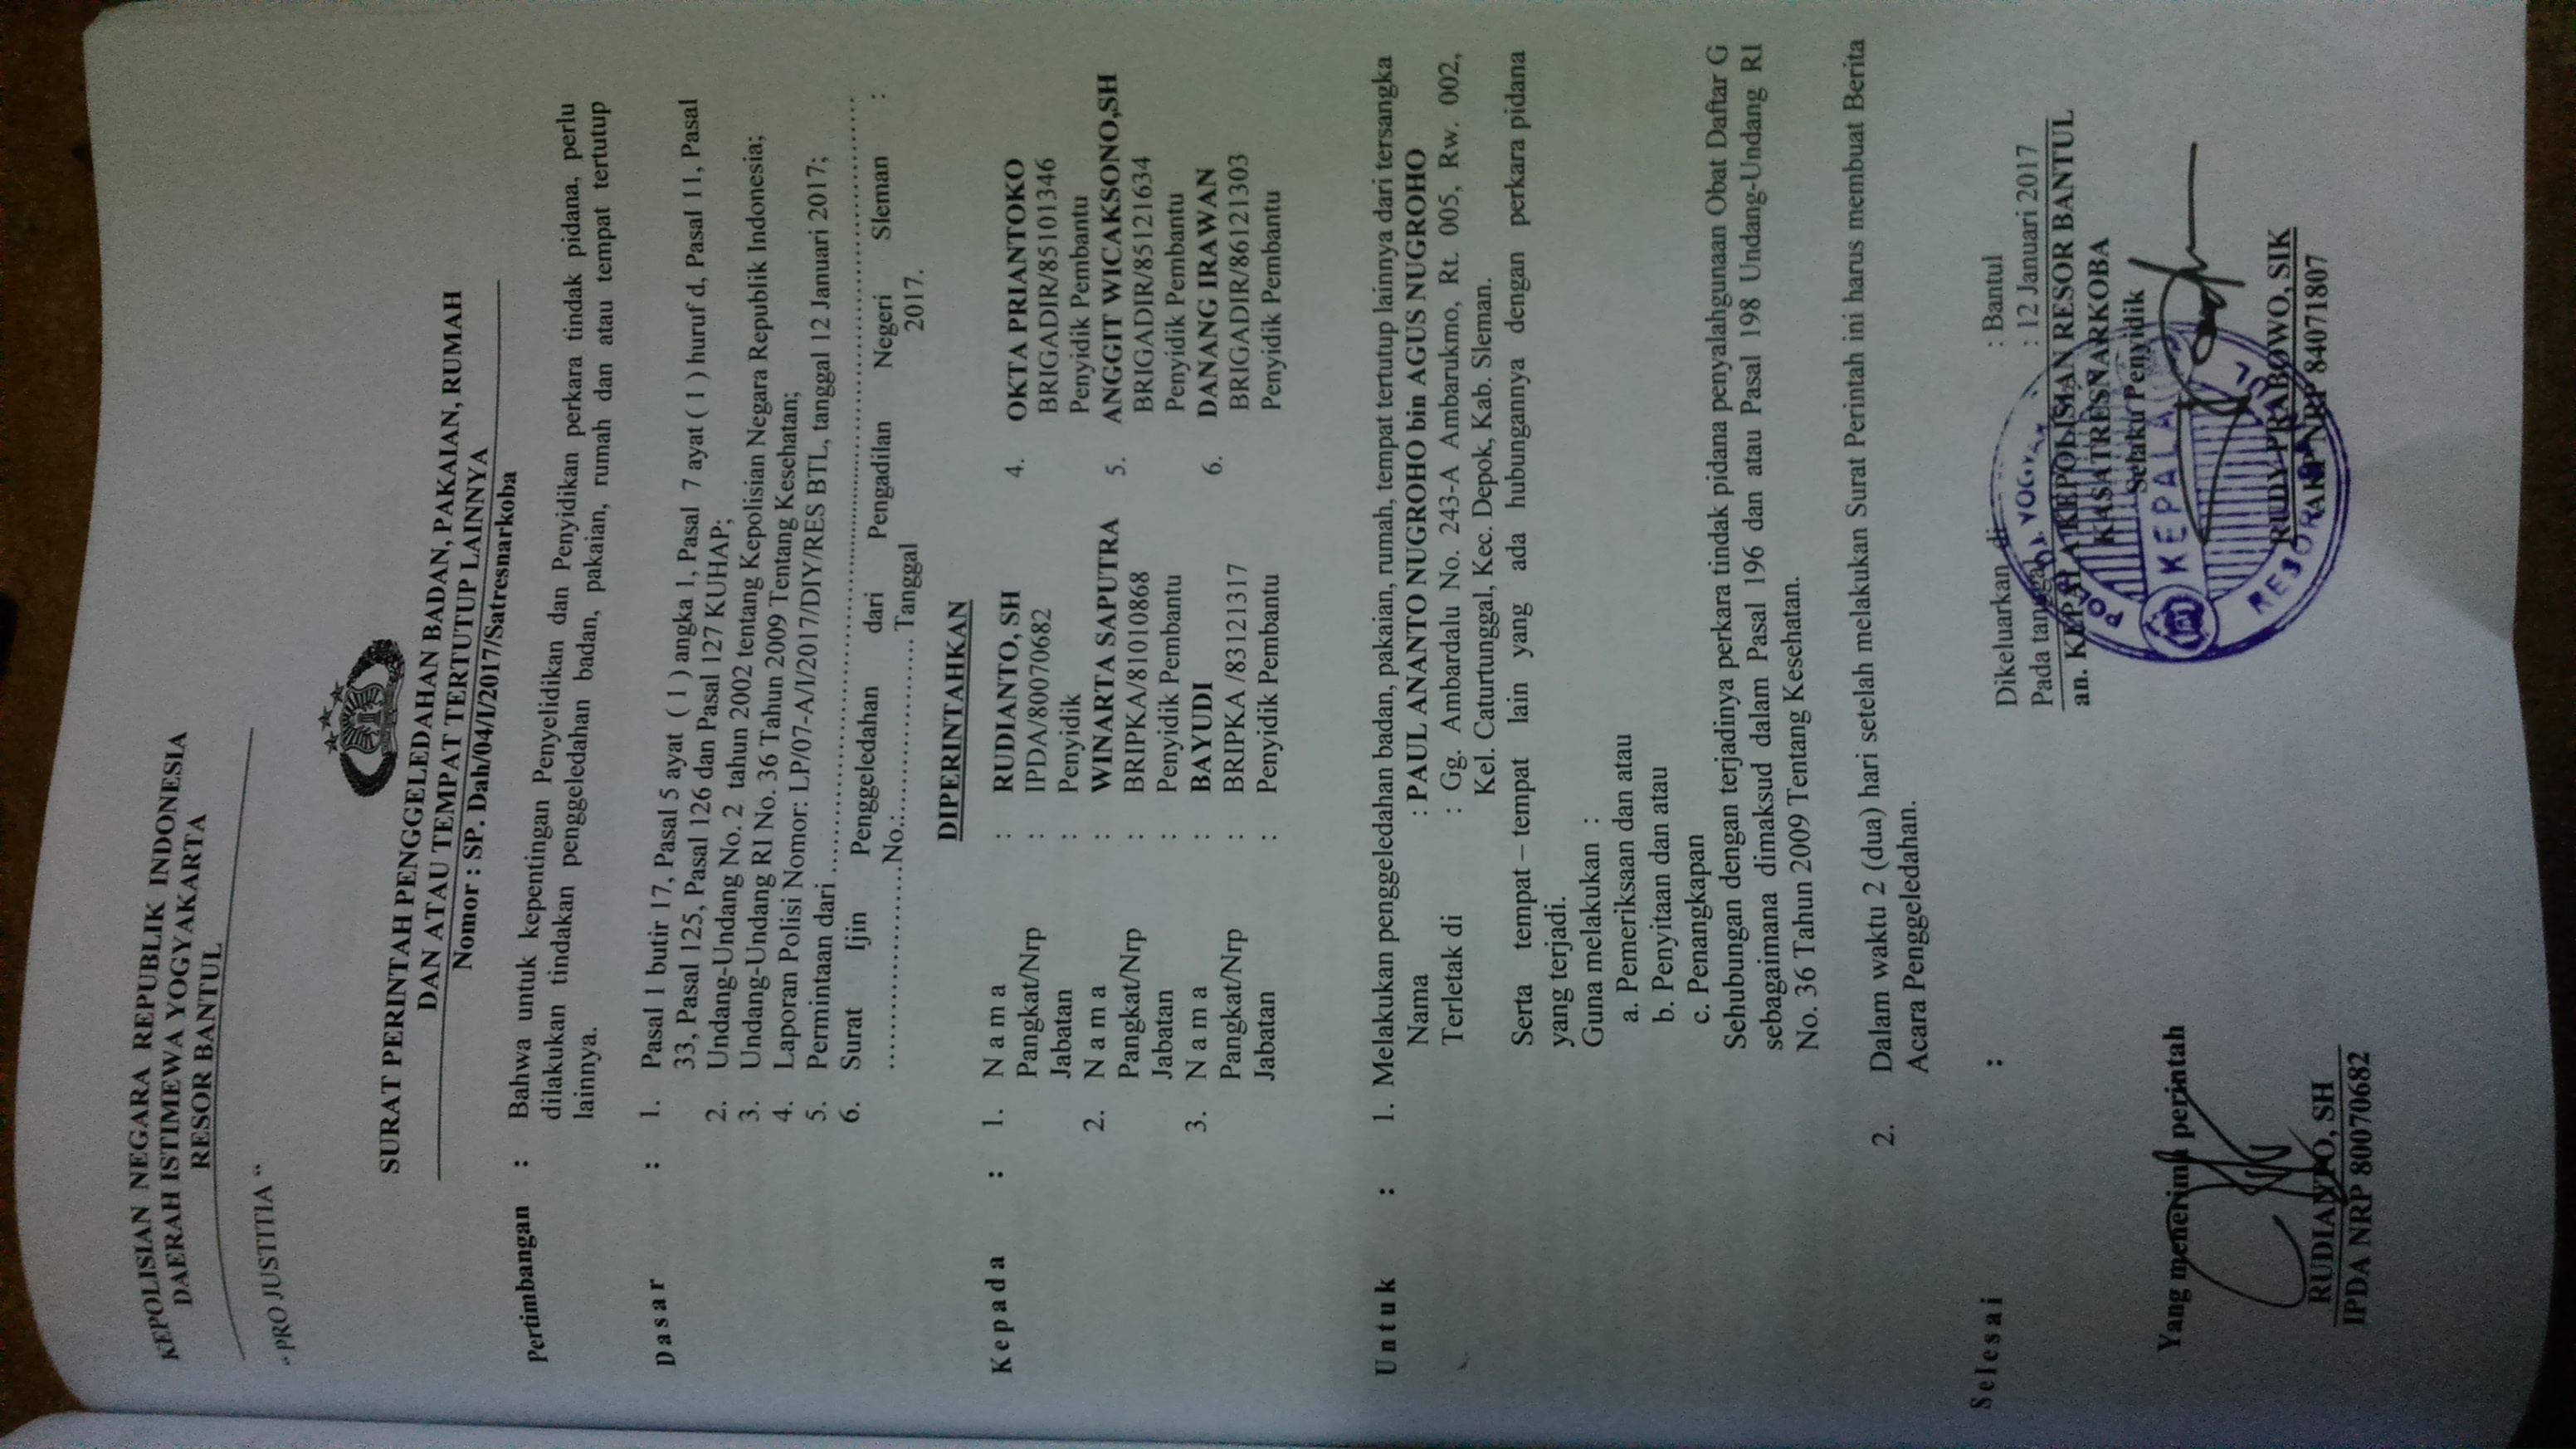 KEPOLISIAN NEGARA REPUBLIK INDONESIA
DAERAH ISTIMEWA YOGYAKARTA
RESOR BANTUL
“PRO JUSTITIA “
SURAT PERINTAH PENGGELEDAHAN BADAN, PAKAIAN, RUMAH
DAN ATAU TEMPAT TERTUTUP LAINNYA
Nomor : SP. Dah/04/I/2017/Satresnarkoba
Pertimbangan : Bahwa untuk kepentingan Penyelidikan dan Penyidikan perkara tindak pidana, perlu
dilakukan tindakan penggeledahan badan, pakaian, rumah dan atau tempat tertutup
lainnya.
D a s a r : 1. Pasal 1 butir 17, Pasal 5 ayat ( 1 ) angka 1, Pasal 7 ayat ( 1 ) huruf d, Pasal 11, Pasal
33, Pasal 125, Pasal 126 dan Pasal 127 KUHAP;
2. Undang-Undang No. 2 tahun 2002 tentang Kepolisian Negara Republik Indonesia;
3. Undang-Undang RI No. 36 Tahun 2009 Tentang Kesehatan;
4. Laporan Polisi Nomor: LP/07-A/I/2017/DIY/RES BTL, tanggal 12 Januari 2017;
5. Permintaan dari ........................................................................
6. Surat Ijin Penggeledahan dari Pengadilan Negeri Sleman :
......................No.:.................. Tanggal 2017.
DIPERINTAHKAN
K e p a d a : 1. N a m a : RUDIANTO, SH 4. OKTA PRIANTOKO
Pangkat/Nrp : IPDA/80070682 BRIGADIR/85101346
Jabatan : Penyidik Penyidik Pembantu
2. N a m a : WINARTA SAPUTRA 5. ANGGIT WICAKSONO,SH
Pangkat/Nrp : BRIPKA/81010868 BRIGADIR/85121634
Jabatan : Penyidik Pembantu Penyidik Pembantu
3. N a m a : BAYUDI 6. DANANG IRAWAN
Pangkat/Nrp : BRIPKA /83121317 BRIGADIR/86121303
Jabatan : Penyidik Pembantu Penyidik Pembantu
U n t u k : 1. Melakukan penggeledahan badan, pakaian, rumah, tempat tertutup lainnya dari tersangka
Nama : PAUL ANANTO NUGROHO bin AGUS NUGROHO
Terletak di : Gg. Ambardalu No. 243-A Ambarukmo, Rt. 005, Rw. 002,
Kel. Caturtunggal, Kec. Depok, Kab. Sleman.
Serta tempat – tempat lain yang ada hubungannya dengan perkara pidana
yang terjadi.
Guna melakukan :
a. Pemeriksaan dan atau
b. Penyitaan dan atau
c. Penangkapan
Sehubungan dengan terjadinya perkara tindak pidana penyalahgunaan Obat Daftar G
sebagaimana dimaksud dalam Pasal 196 dan atau Pasal 198 Undang-Undang RI
No. 36 Tahun 2009 Tentang Kesehatan.
2. Dalam waktu 2 (dua) hari setelah melakukan Surat Perintah ini harus membuat Berita
Acara Penggeledahan.
S e l e s a i :
Dikeluarkan di : Bantul
Pada tanggal : 12 Januari 2017
an. KEPALA KEPOLISIAN RESOR BANTUL
KASATRESNARKOBA
Selaku Penyidik
KEPALA
RESOR
RUDY PRABOWO, SIK
AKP NRP 84071807
Yang menerima perintah
RUDIANTO, SH
IPDA NRP 80070682